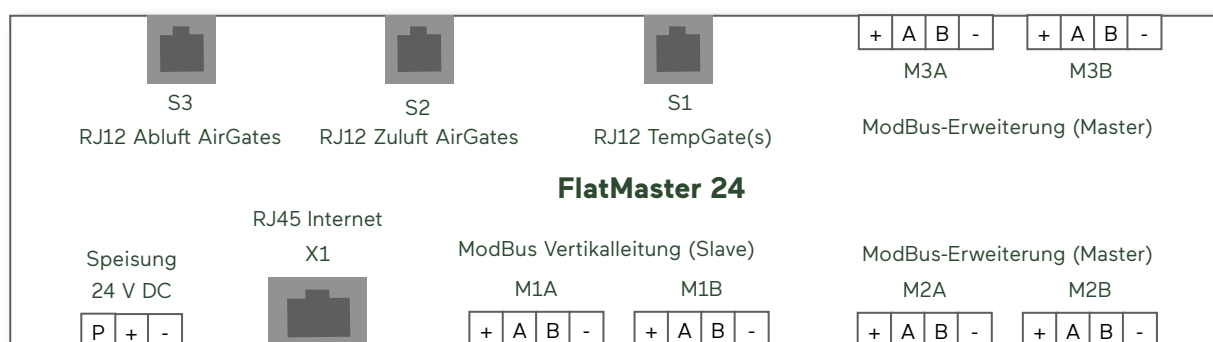 + A B -
+ A B -
M3A
M3B
S3
S2
S1
RJ12 Abluft AirGates
RJ12 Zuluft AirGates
RJ12 TempGate(s)
ModBus-Erweiterung (Master)
FlatMaster 24
RJ45 Internet
X1
Speisung
24 V DC
ModBus Vertikalleitung (Slave)
ModBus-Erweiterung (Master)
M1A
M1B
M2A
M2B
P + -
+ A B -
+ A B -
+ A B -
+ A B -